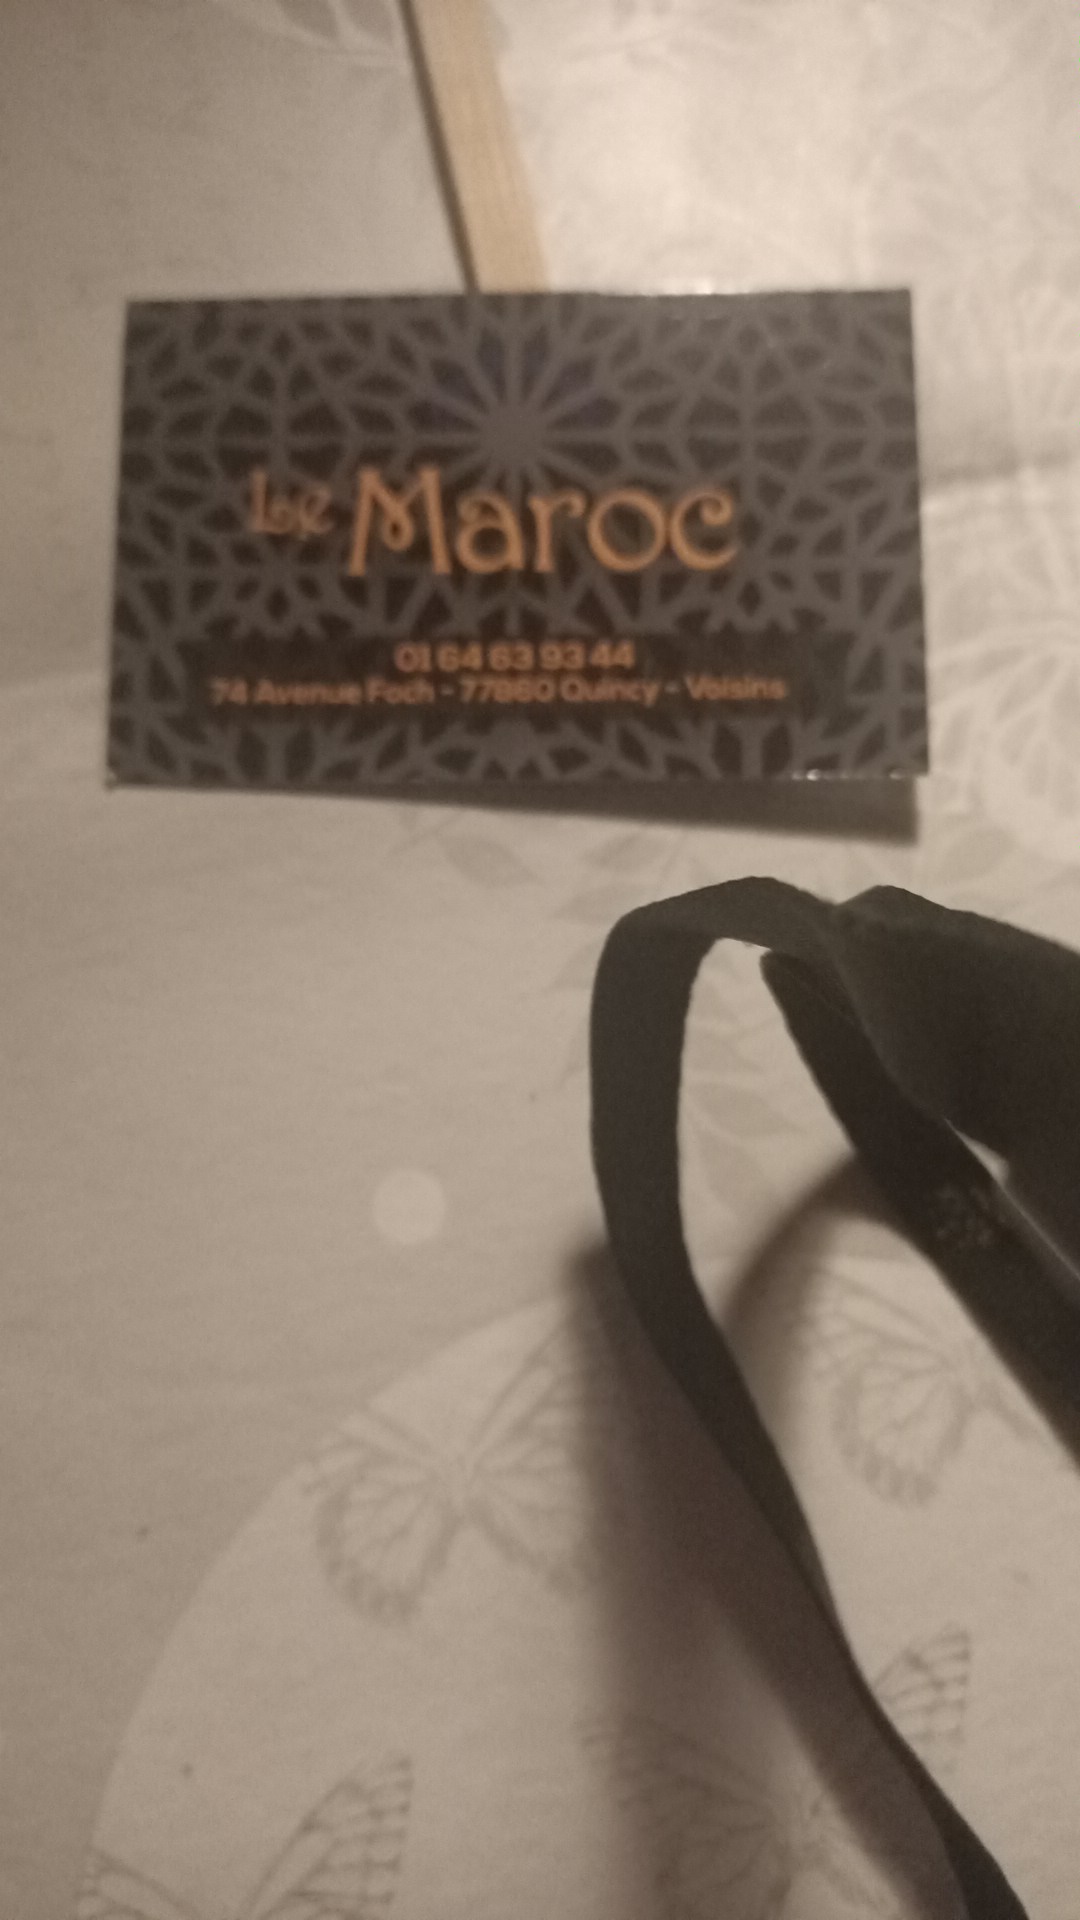 Le Maroc
01 64 63 93 44
74 Avenue Foch - 77860 Quincy - Voisins